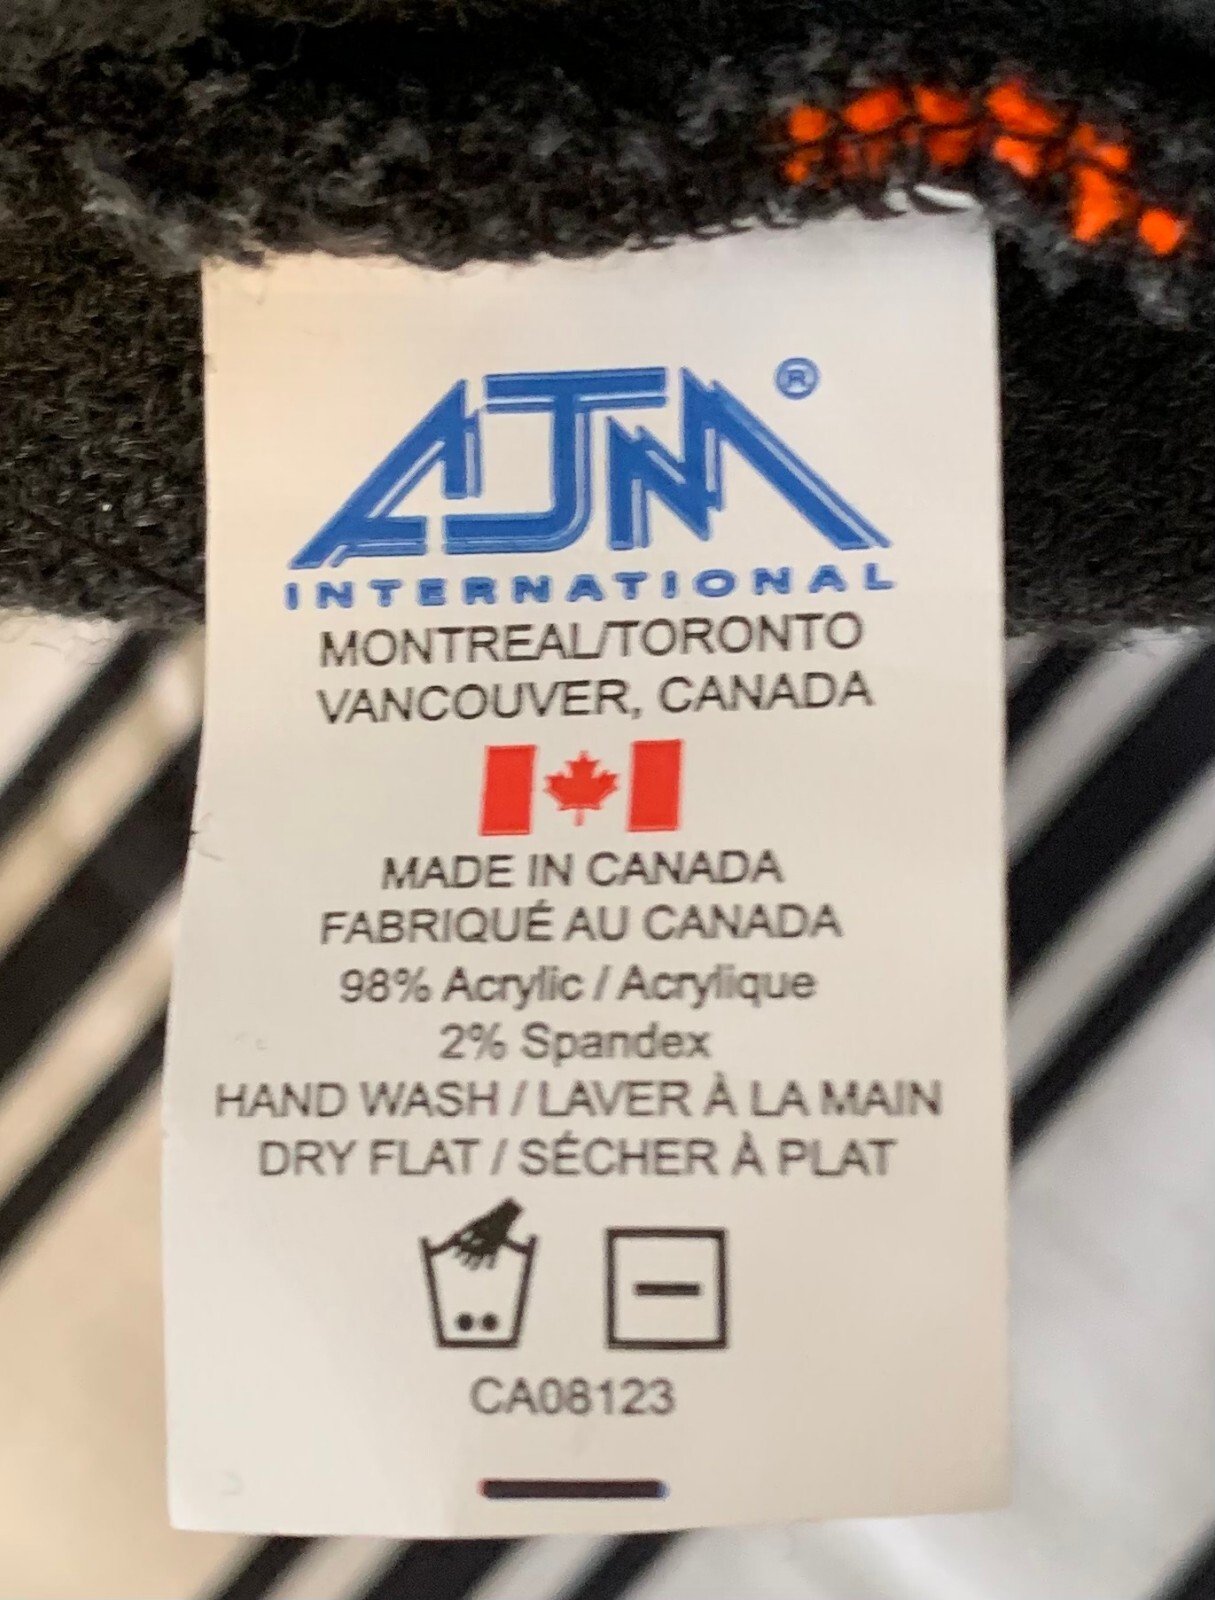 AJM®
INTERNATIONAL
MONTREAL/TORONTO
VANCOUVER, CANADA
MADE IN CANADA
FABRIQUÉ AU CANADA
98% Acrylic / Acrylique
2% Spandex
HAND WASH / LAVER À LA MAIN
DRY FLAT / SÉCHER À PLAT
CA08123